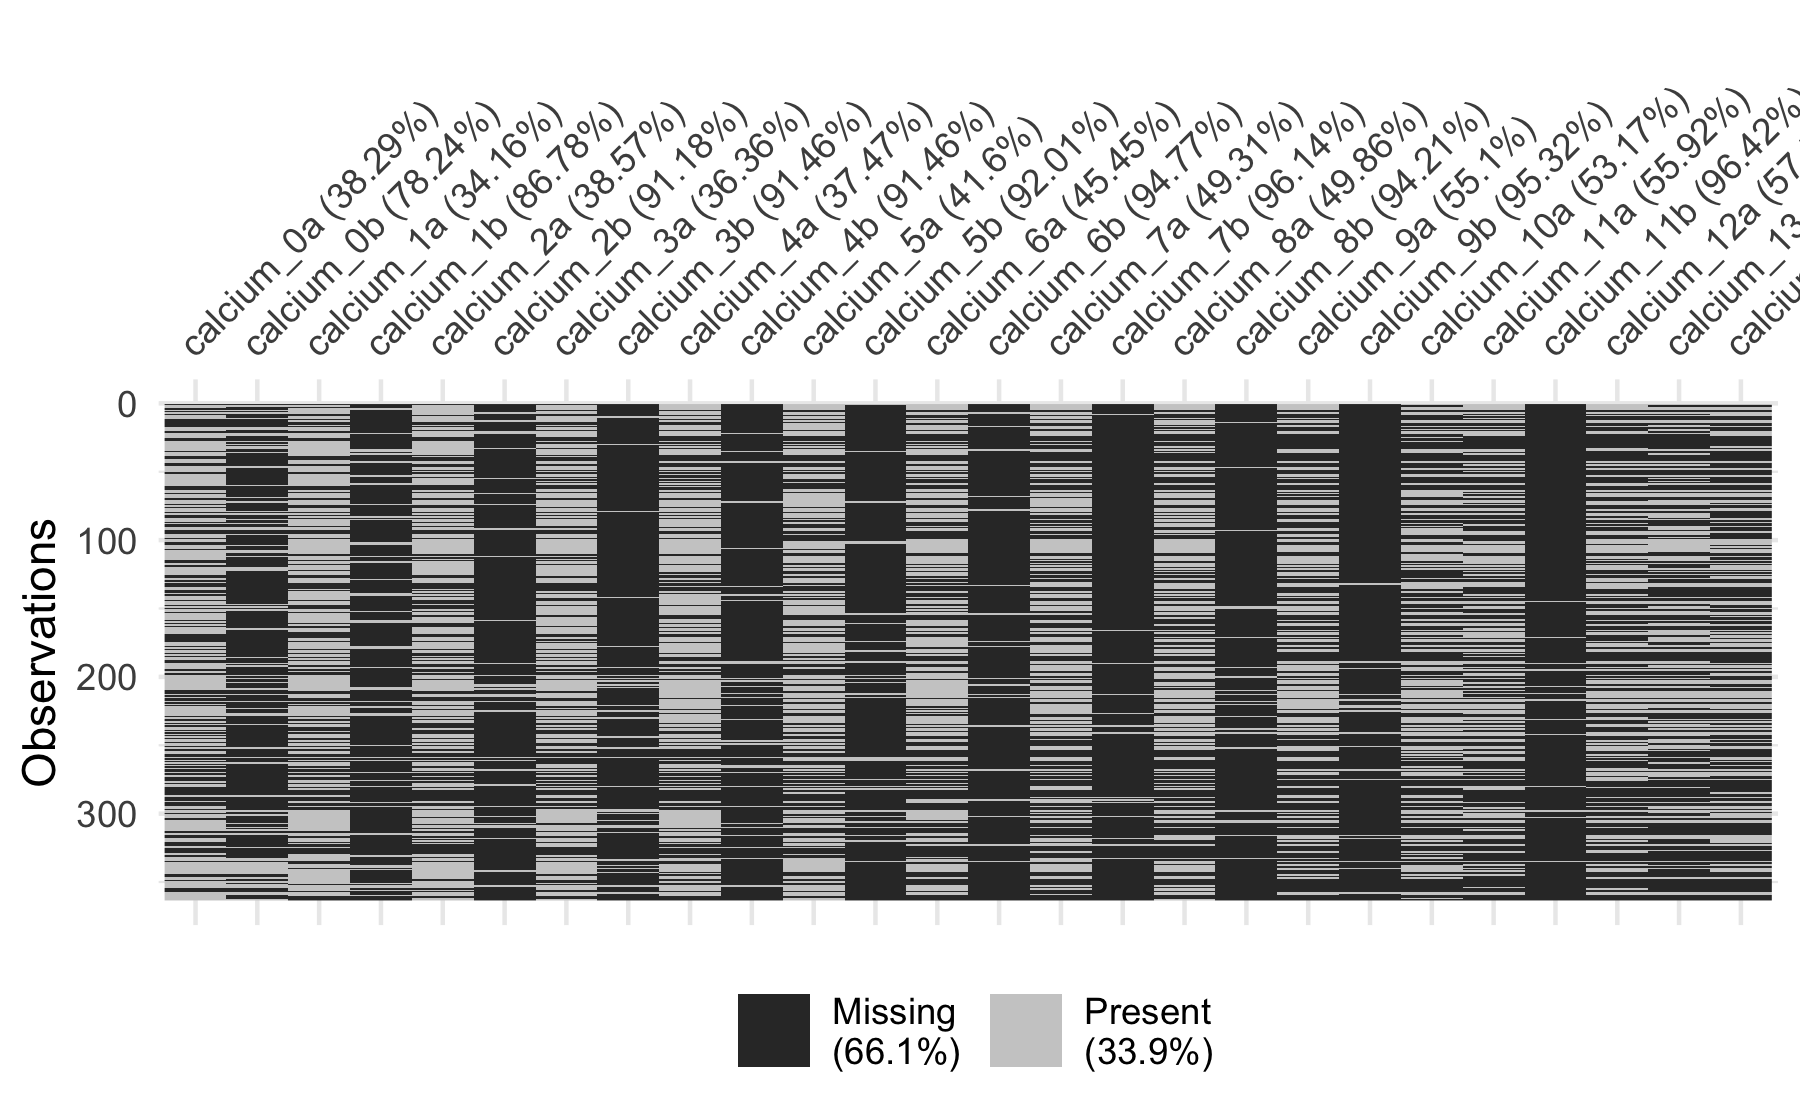 calcium_0a (38.29%)
calcium_0b (78.24%)
calcium_1a (34.16%)
calcium_1b (86.78%)
calcium_2a (38.57%)
calcium_2b (91.18%)
calcium_3a (36.36%)
calcium_3b (91.46%)
calcium_4a (37.47%)
calcium_4b (91.46%)
calcium_5a (41.6%)
calcium_5b (92.01%)
calcium_6a (45.45%)
calcium_6b (94.77%)
calcium_7a (49.31%)
calcium_7b (96.14%)
calcium_8a (49.86%)
calcium_8b (94.21%)
calcium_9a (55.1%)
calcium_9b (95.32%)
calcium_10a (53.17%)
calcium_11a (55.92%)
calcium_11b (96.42%)
calcium_12a (57.
calcium_13
calcium
0
100
200
300
Observations
Missing
(66.1%)
Present
(33.9%)